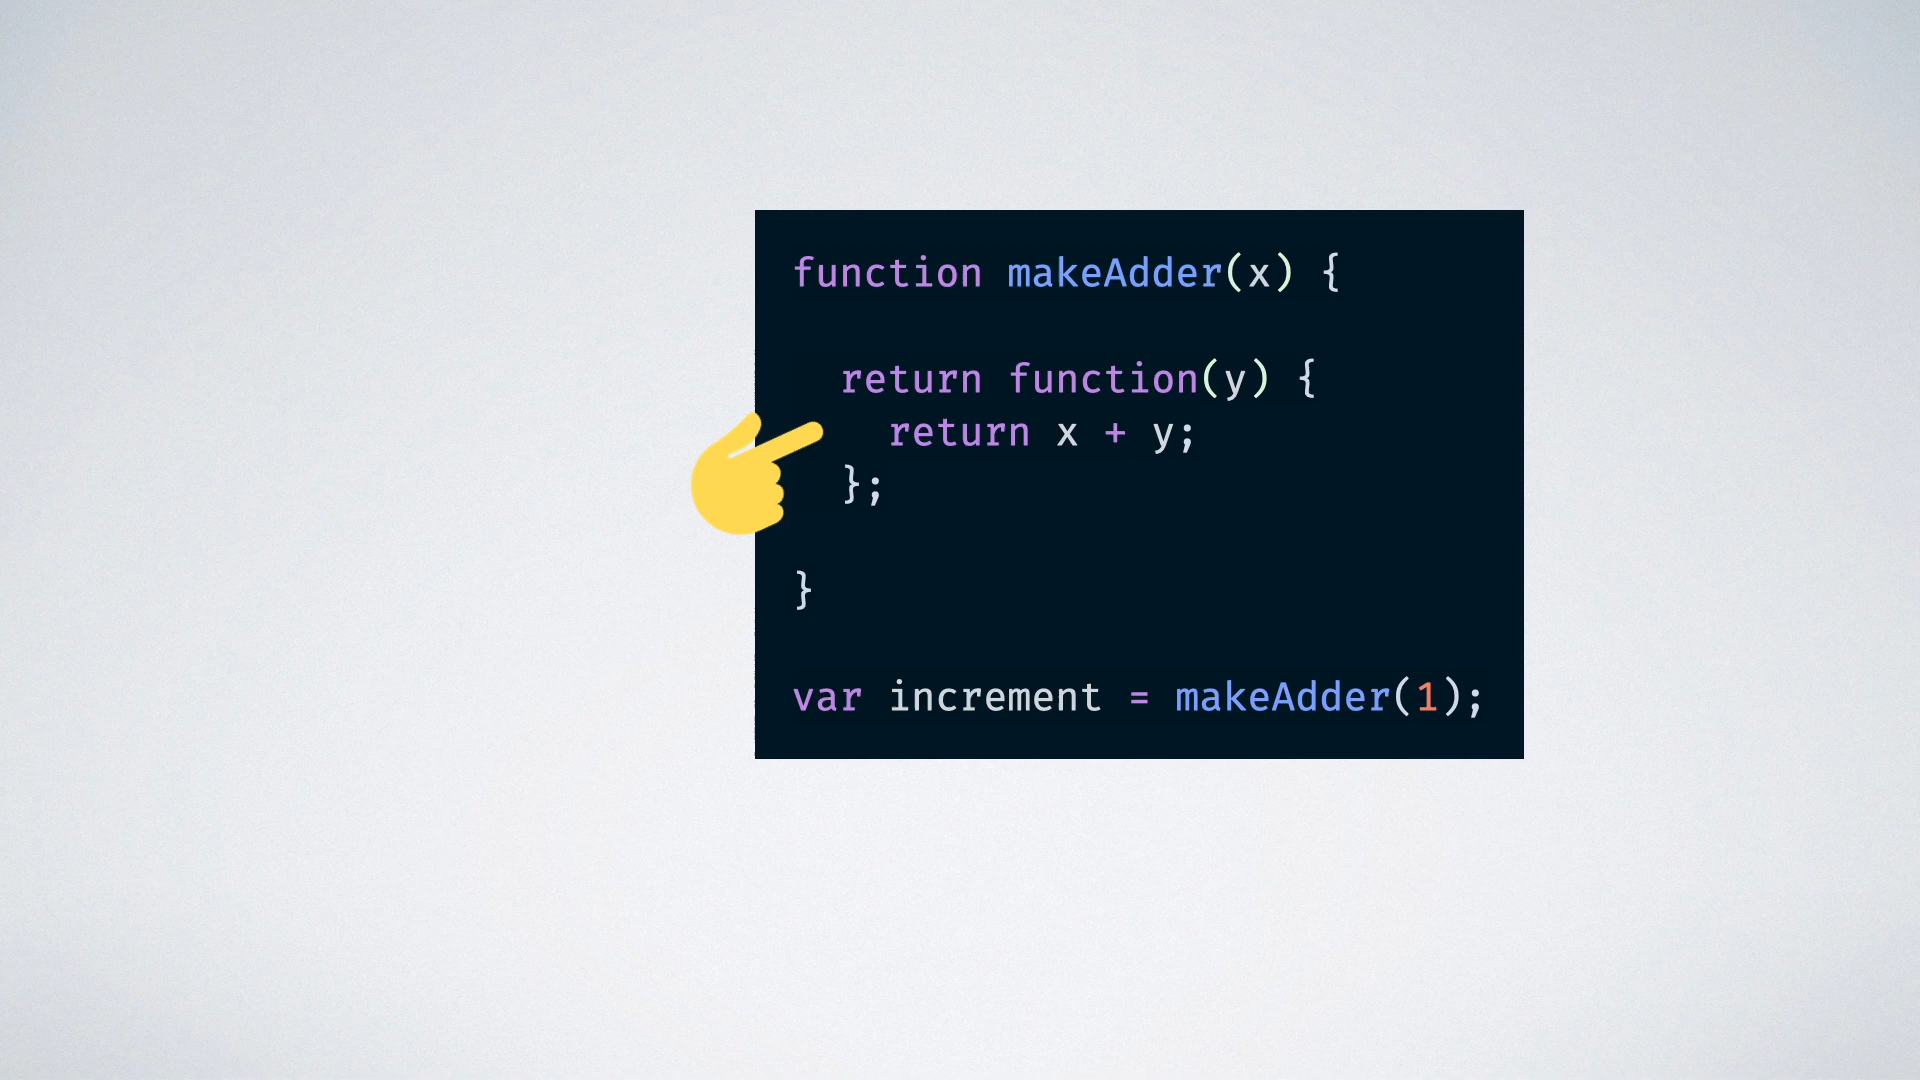 function makeAdder(x) {
return function(y) {
return x + y;
};
}
var increment = makeAdder(1);